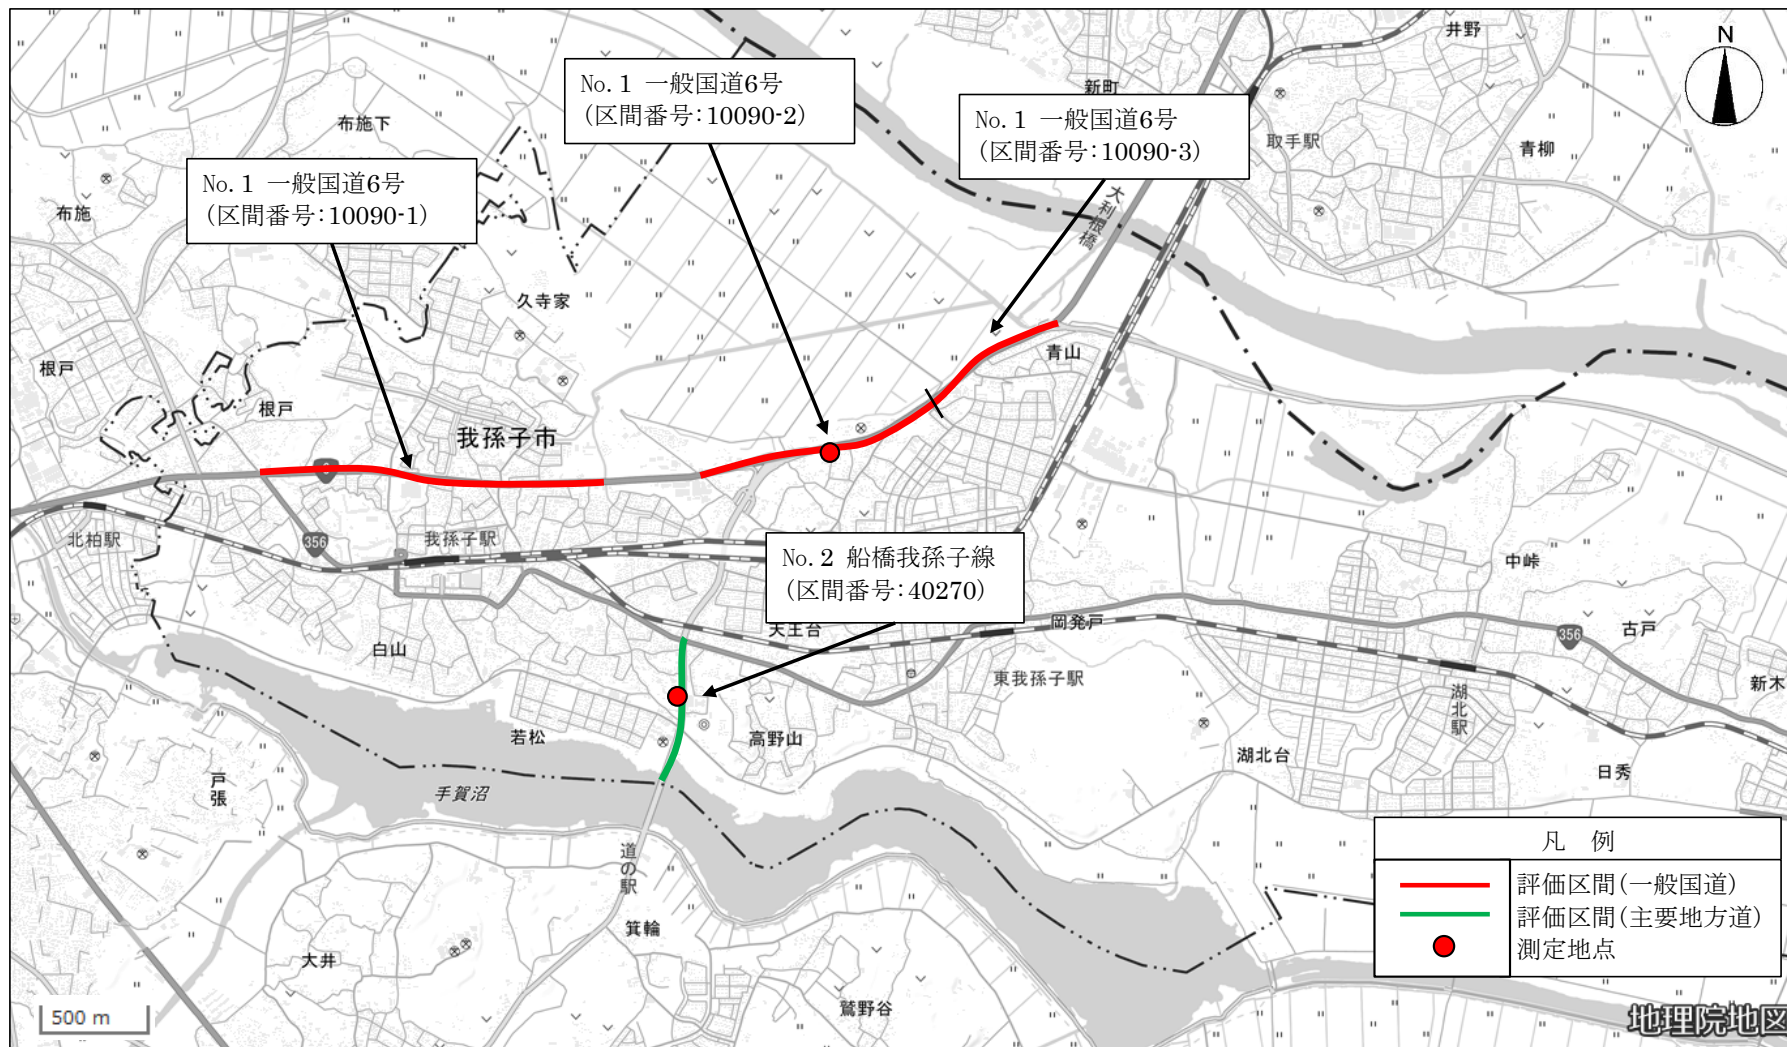 井野
N
新町
No.1 一般国道6号
(区間番号:10090-2)
No.1 一般国道6号
(区間番号:10090-3)
布施下
取手駅
青柳
No.1 一般国道6号
(区間番号:10090-1)
布施
大利根橋
久寺家
青山
根戸
根戸
我孫子市
6
356
北柏駅
我孫子駅
No.2 船橋我孫子線
(区間番号:40270)
中峠
天王台
岡発戸
356
古戸
白山
東我孫子駅
新木
湖北駅
若松
高野山
湖北台
日秀
戸張
手賀沼
道の駅
凡 例
評価区間(一般国道)
評価区間(主要地方道)
測定地点
箕輪
大井
鷲野谷
500 m
地理院地図